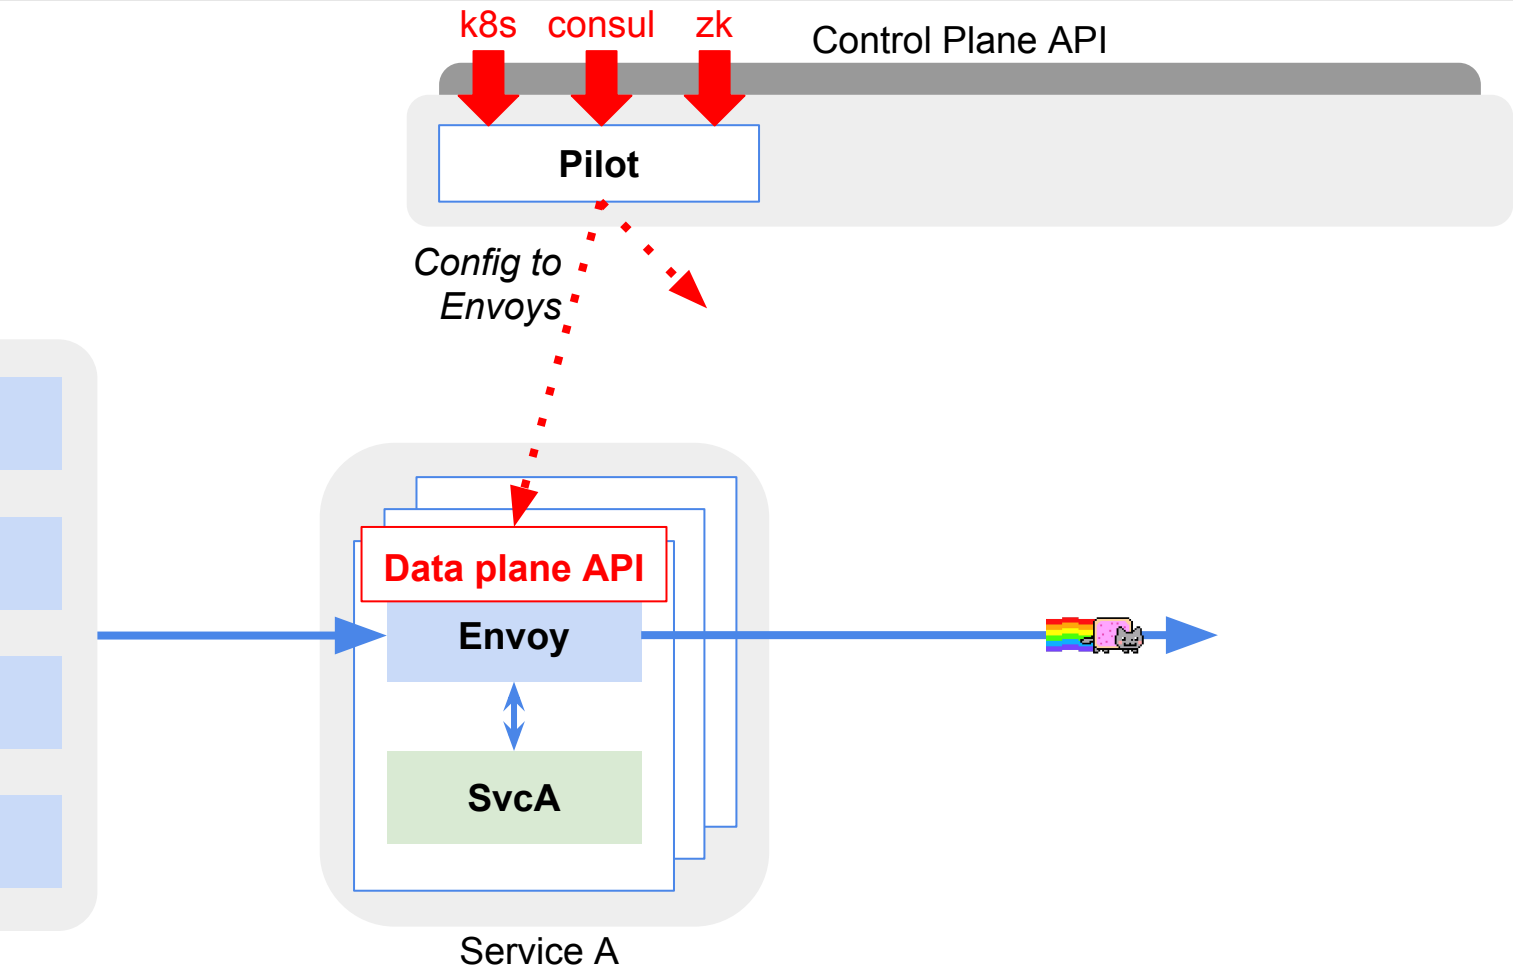 k8s consul zk
Control Plane API
Pilot
Config to
Envoys
Data plane API
Envoy
SvcA
Service A